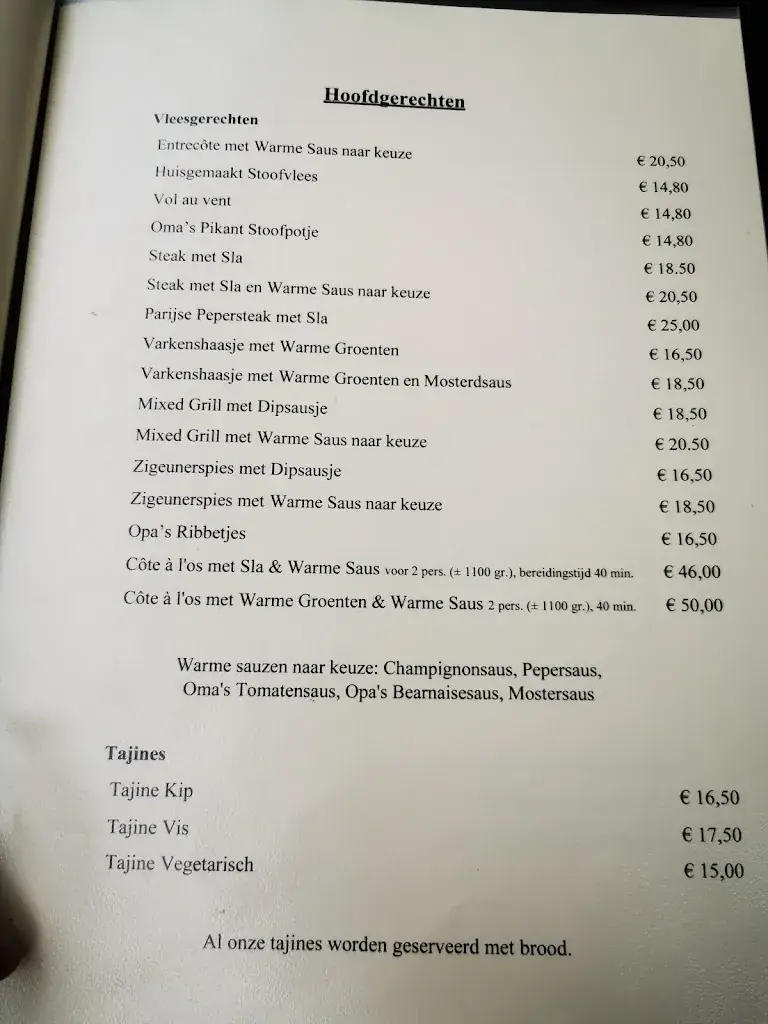 Hoofdgerechten
Vleesgerechten
Entrecôte met Warme Saus naar keuze € 20,50
Huisgemaakt Stoofvlees € 14,80
Vol au vent € 14,80
Oma's Pikant Stoofpotje € 14,80
Steak met Sla € 18.50
Steak met Sla en Warme Saus naar keuze € 20,50
Parijse Pepersteak met Sla € 25,00
Varkenshaasje met Warme Groenten € 16,50
Varkenshaasje met Warme Groenten en Mosterdsaus € 18,50
Mixed Grill met Dipsausje € 18,50
Mixed Grill met Warme Saus naar keuze € 20.50
Zigeunerspies met Dipsausje € 16,50
Zigeunerspies met Warme Saus naar keuze € 18,50
Opa's Ribbetjes € 16,50
Côte à l'os met Sla & Warme Saus voor 2 pers. (± 1100 gr.), bereidingstijd 40 min. € 46,00
Côte à l'os met Warme Groenten & Warme Saus 2 pers. (± 1100 gr.), 40 min. € 50,00
Warme sauzen naar keuze: Champignonsaus, Pepersaus,
Oma's Tomatensaus, Opa's Bearnaisesaus, Mostersaus
Tajines
Tajine Kip € 16,50
Tajine Vis € 17,50
Tajine Vegetarisch € 15,00
Al onze tajines worden geserveerd met brood.